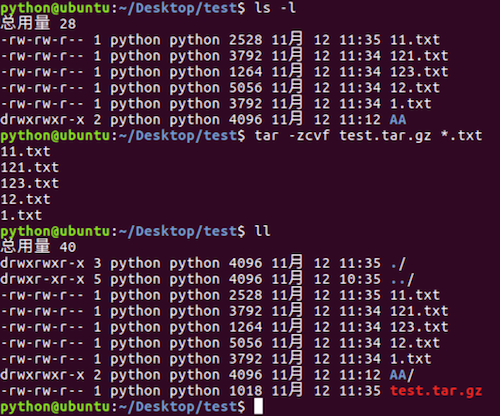 python@ubuntu:~/Desktop/test$ ls -l
总用量 28
-rw-rw-r-- 1 python python 2528 11月 12 11:35 11.txt
-rw-rw-r-- 1 python python 3792 11月 12 11:34 121.txt
-rw-rw-r-- 1 python python 1264 11月 12 11:34 123.txt
-rw-rw-r-- 1 python python 5056 11月 12 11:34 12.txt
-rw-rw-r-- 1 python python 3792 11月 12 11:34 1.txt
drwxrwxr-x 2 python python 4096 11月 12 11:12 AA
python@ubuntu:~/Desktop/test$ tar -zcvf test.tar.gz *.txt
11.txt
121.txt
123.txt
12.txt
1.txt
python@ubuntu:~/Desktop/test$ ll
总用量 40
drwxrwxr-x 3 python python 4096 11月 12 11:35 ./
drwxr-xr-x 5 python python 4096 11月 12 10:35 ../
-rw-rw-r-- 1 python python 2528 11月 12 11:35 11.txt
-rw-rw-r-- 1 python python 3792 11月 12 11:34 121.txt
-rw-rw-r-- 1 python python 1264 11月 12 11:34 123.txt
-rw-rw-r-- 1 python python 5056 11月 12 11:34 12.txt
-rw-rw-r-- 1 python python 3792 11月 12 11:34 1.txt
drwxrwxr-x 2 python python 4096 11月 12 11:12 AA/
-rw-rw-r-- 1 python python 1018 11月 12 11:35 test.tar.gz
python@ubuntu:~/Desktop/test$